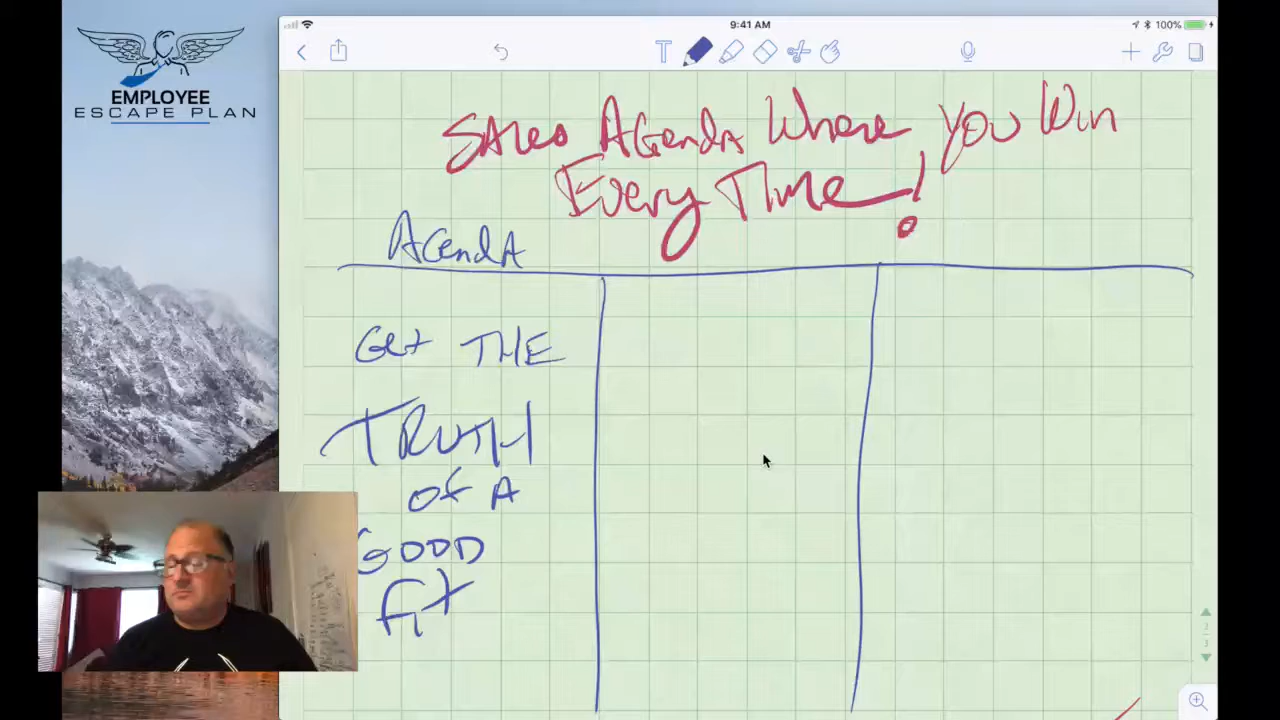 9:41 AM
100%
EMPLOYEE
ESCAPE PLAN
T
Sales Agenda Where You Win
Every Time!
Agenda
Get THE
TRUTH
of A
GOOD
fit